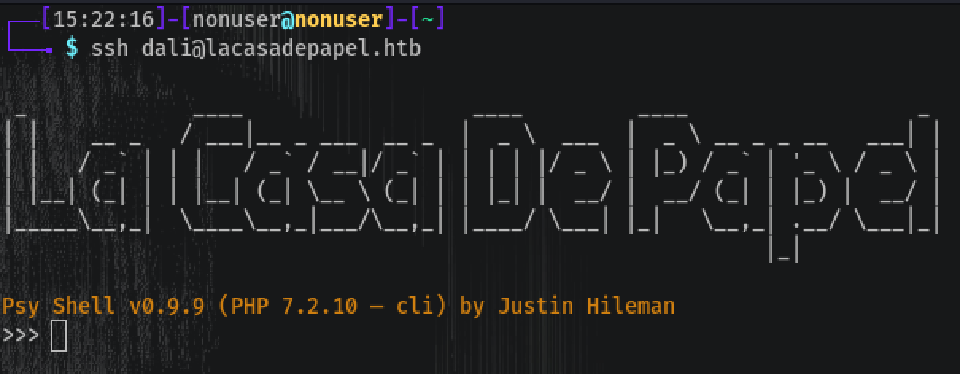 [15:22:16]-[nonuser@nonuser]-[~]
$ ssh dali@lacasadepapel.htb
La Casa De Papel
Psy Shell v0.9.9 (PHP 7.2.10 — cli) by Justin Hileman
>>>